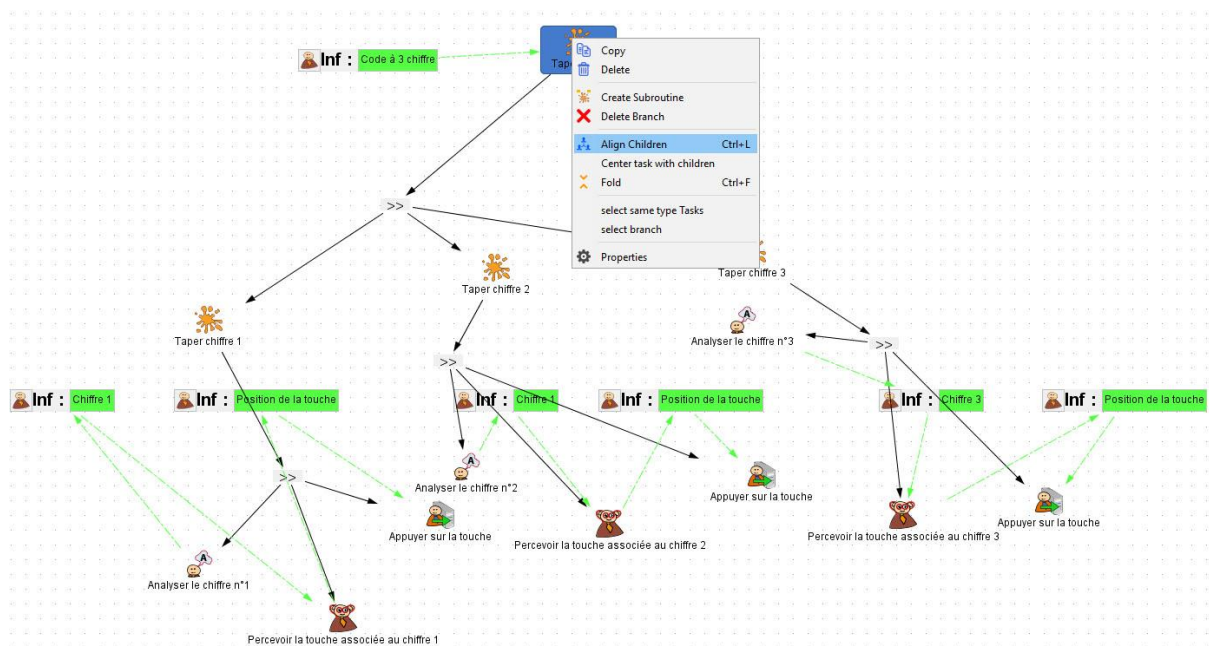 Inf : Code à 3 chiffre
Tape
Copy
Delete
Create Subroutine
Delete Branch
Align Children Ctrl+L
Center task with children
Fold Ctrl+F
select same type Tasks
select branch
Properties
>>
Taper chiffre 3
Taper chiffre 2
Taper chiffre 1
Analyser le chiffre n°3
>>
>>
Inf : Chiffre 1
Inf : Position de la touche
Inf : Chiffre 1
Inf : Position de la touche
Inf : Chiffre 3
Inf : Position de la touche
A
>>
Analyser le chiffre n°2
Appuyer sur la touche
Appuyer sur la touche
Percevoir la touche associée au chiffre 2
Percevoir la touche associée au chiffre 3
Appuyer sur la touche
A
Analyser le chiffre n°1
Percevoir la touche associée au chiffre 1